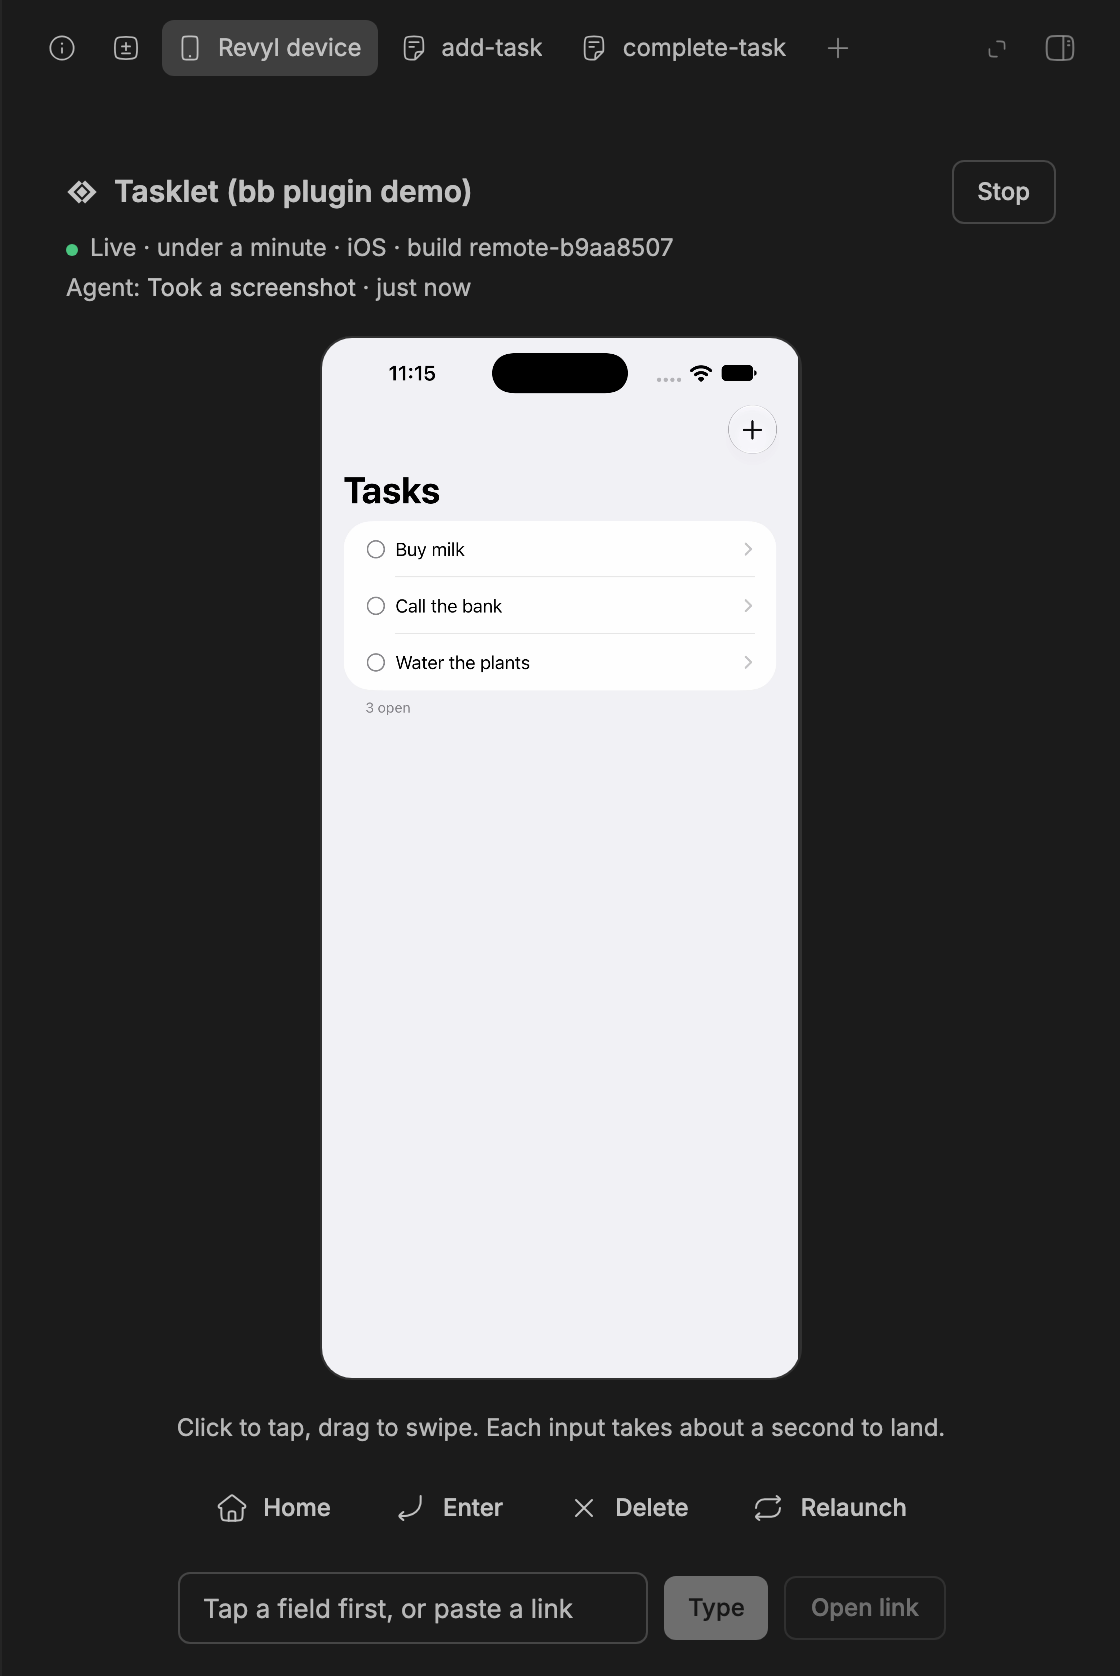 Revyl device
add-task
complete-task
Tasklet (bb plugin demo)
Stop
Live · under a minute · iOS · build remote-b9aa8507
Agent: Took a screenshot · just now
11:15
Tasks
Buy milk
Call the bank
Water the plants
3 open
Click to tap, drag to swipe. Each input takes about a second to land.
Home
Enter
Delete
Relaunch
Tap a field first, or paste a link
Type
Open link